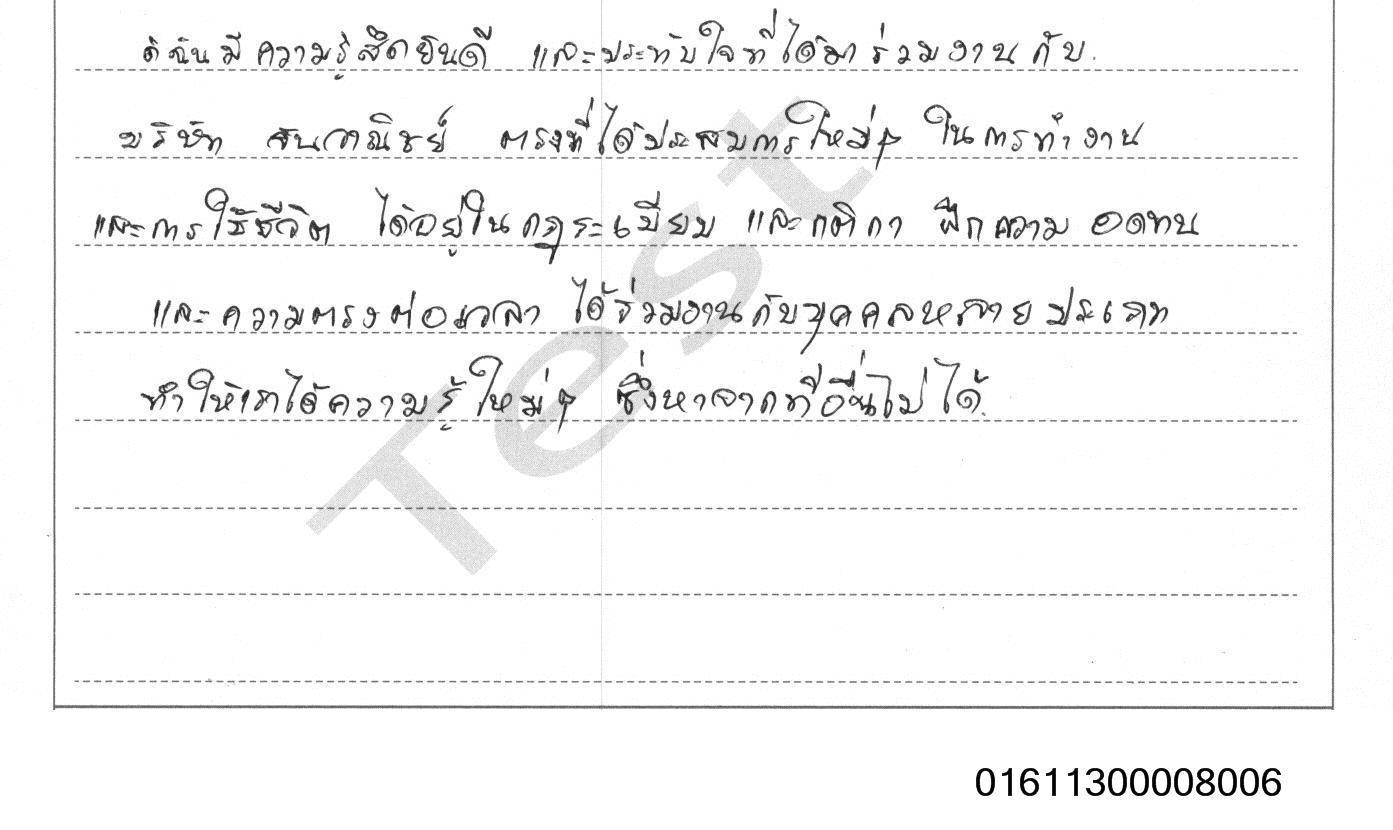 ดิฉันมีความรู้สึกยินดี และประทับใจที่ได้มาร่วมงานกับ
บริษัท ตรงที่ได้ประสบการใหม่ๆ ในการทำงาน
และการใช้ชีวิต ได้อยู่ในกฎระเบียบ และกติกา ฝึกความ อดทน
และความตรงต่อเวลา ได้ร่วมงานกับบุคคลหลายประเภท
ทำให้เราได้ความรู้ใหม่ๆ ซึ่งหาจากที่อื่นไม่ได้.
Test
01611300008006